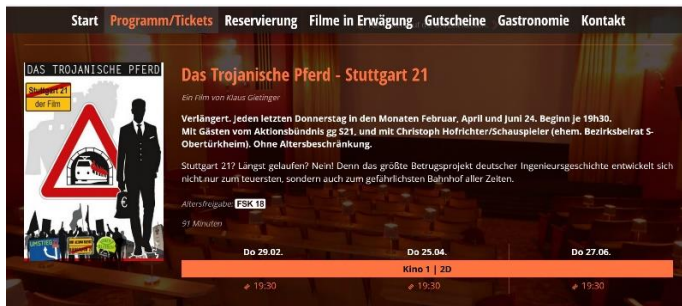 Start Programm/Tickets Reservierung Filme in Erwägung Gutscheine Gastronomie Kontakt
DAS TROJANISCHE PFERD
Stuttgart 21
der Film
UMSTIEG
Das Trojanische Pferd - Stuttgart 21
Ein Film von Klaus Gietinger
Verlängert. Jeden letzten Donnerstag in den Monaten Februar, April und Juni 24. Beginn je 19h30.
Mit Gästen vom Aktionsbündnis gg S21, und mit Christoph Hofrichter/Schauspieler (ehem. Bezirksbeirat S-
Obertürkheim). Ohne Altersbeschränkung.
Stuttgart 21? Längst gelaufen? Nein! Denn das größte Betrugsprojekt deutscher Ingenieursgeschichte entwickelt sich
nicht nur zum teuersten, sondern auch zum gefährlichsten Bahnhof aller Zeiten.
Altersfreigabe: FSK 18
91 Minuten
Do 29.02. Do 25.04. Do 27.06.
Kino 1 | 2D
19:30 19:30 19:30